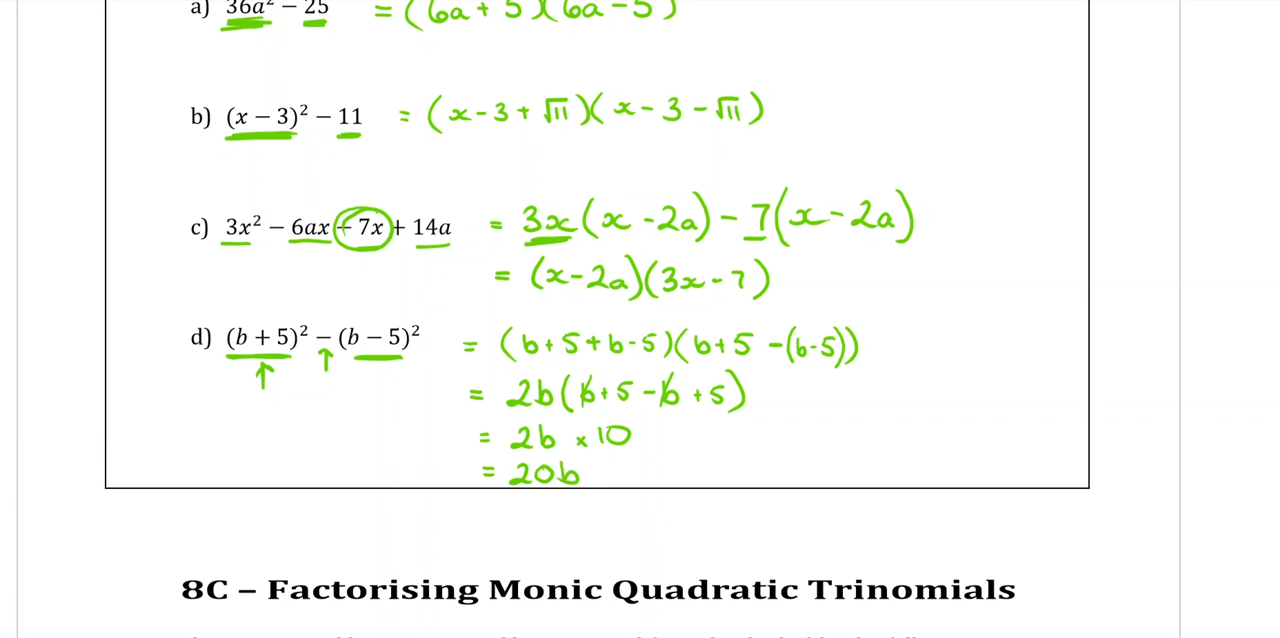 a) 36a² − 25 = (6a + 5)(6a − 5)
b) (x − 3)² − 11 = (x − 3 + √11)(x − 3 − √11)
c) 3x² − 6ax − 7x + 14a = 3x(x − 2a) − 7(x − 2a)
= (x − 2a)(3x − 7)
d) (b + 5)² − (b − 5)² = (b + 5 + b − 5)(b + 5 − (b − 5))
= 2b(b + 5 − b + 5)
= 2b × 10
= 20b
8C – Factorising Monic Quadratic Trinomials